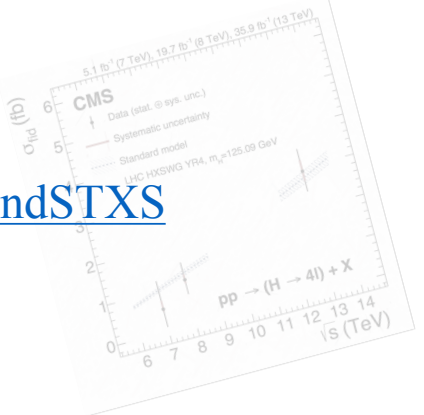 5.1 fb⁻¹ (7 TeV), 19.7 fb⁻¹ (8 TeV), 35.9 fb⁻¹ (13 TeV)
σfid (fb)
CMS
Data (stat. ⊕ sys. unc.)
Systematic uncertainty
Standard model
LHC HXSWG YR4, mH=125.09 GeV
ndSTXS
pp → (H → 4l) + X
6
5
3
2
1
0
6 7 8 9 10 11 12 13 14
√s (TeV)